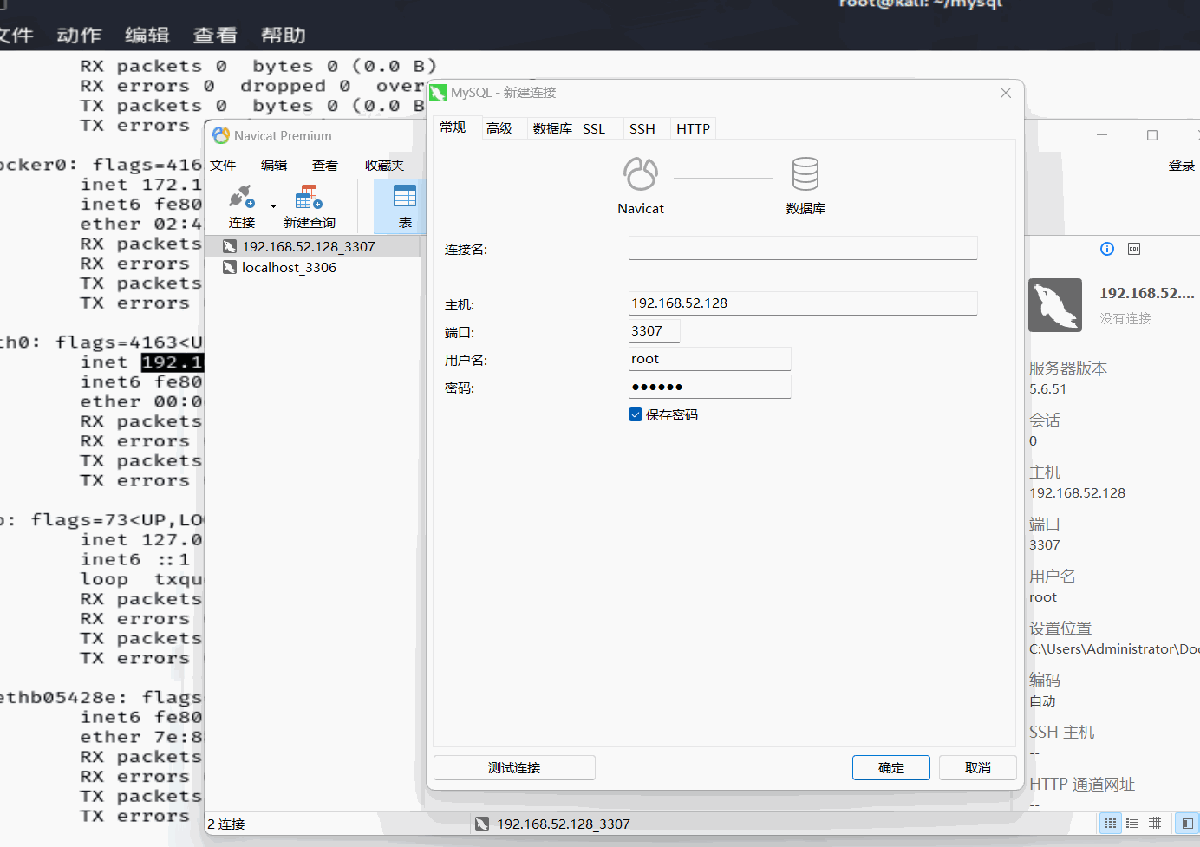 root@kali: ~/mysql
文件 动作 编辑 查看 帮助
RX packets 0 bytes 0 (0.0 B)
RX errors 0 dropped 0 over
TX packets 0 bytes 0 (0.0 B
TX errors
ocker0: flags=416
inet 172.1
inet6 fe80
ether 02:4
RX packets
RX errors
TX packets
TX errors
th0: flags=4163<U
inet 192.1
inet6 fe80
ether 00:0
RX packets
RX errors
TX packets
TX errors
o: flags=73<UP,LO
inet 127.0
inet6 ::1
loop txqu
RX packets
RX errors
TX packets
TX errors
ethb05428e: flags
inet6 fe80
ether 7e:8
RX packets
RX errors
TX packets
TX errors
Navicat Premium
文件 编辑 查看 收藏夹
登录
连接 新建查询 表
192.168.52.128_3307
localhost_3306
MySQL - 新建连接
常规 高级 数据库 SSL SSH HTTP
Navicat 数据库
连接名:
主机: 192.168.52.128
端口: 3307
用户名: root
密码: ●●●●●●
保存密码
测试连接 确定 取消
192.168.52....
没有连接
服务器版本
5.6.51
会话
0
主机
192.168.52.128
端口
3307
用户名
root
设置位置
C:\Users\Administrator\Doc
编码
自动
SSH 主机
--
HTTP 通道网址
--
2 连接 192.168.52.128_3307